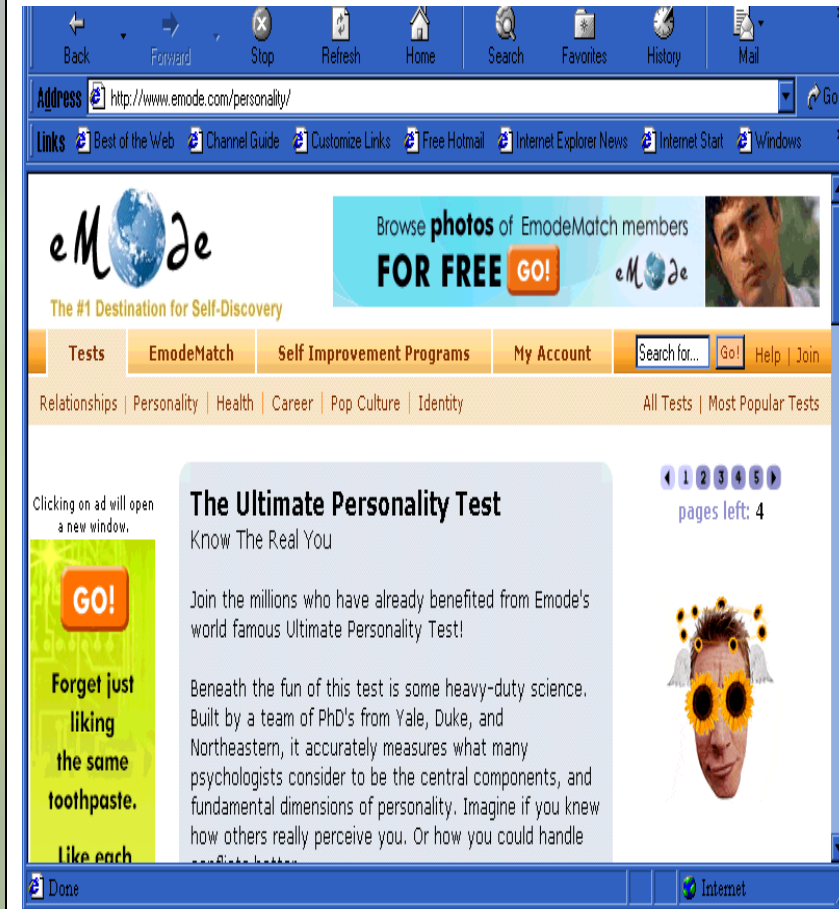 Back Forward Stop Refresh Home Search Favorites History Mail
Address http://www.emode.com/personality/ Go
Links Best of the Web Channel Guide Customize Links Free Hotmail Internet Explorer News Internet Start Windows
eMode
The #1 Destination for Self-Discovery
Browse photos of EmodeMatch members
FOR FREE GO! eMode
Tests EmodeMatch Self Improvement Programs My Account Search for... Go! Help | Join
Relationships | Personality | Health | Career | Pop Culture | Identity All Tests | Most Popular Tests
Clicking on ad will open
a new window.
GO!
Forget just
liking
the same
toothpaste.
Like each
The Ultimate Personality Test
Know The Real You
Join the millions who have already benefited from Emode's
world famous Ultimate Personality Test!
Beneath the fun of this test is some heavy-duty science.
Built by a team of PhD's from Yale, Duke, and
Northeastern, it accurately measures what many
psychologists consider to be the central components, and
fundamental dimensions of personality. Imagine if you knew
how others really perceive you. Or how you could handle
1 2 3 4 5
pages left: 4
Done Internet